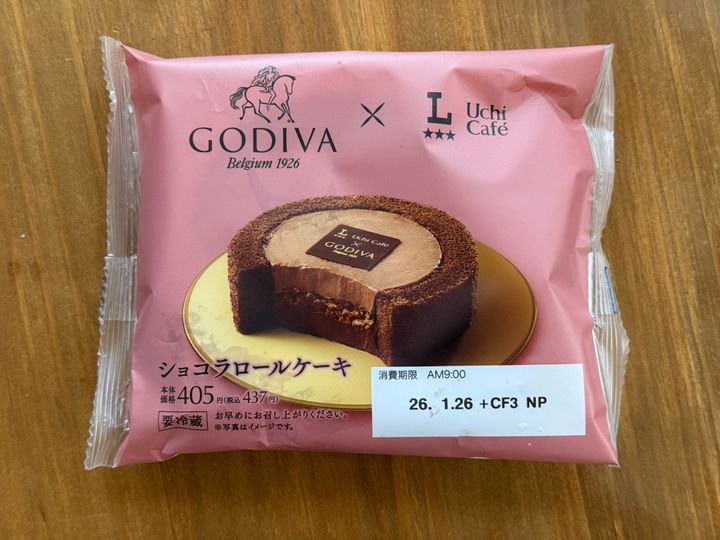 GODIVA
Belgium 1926
×
L
Uchi
Café
L Uchi Café
×
GODIVA
Belgium 1926
ショコラロールケーキ
本体
価格 405円(税込 437円)
要冷蔵 お早めにお召し上がりください。
※写真はイメージです。
消費期限 AM9:00
26. 1.26 +CF3 NP